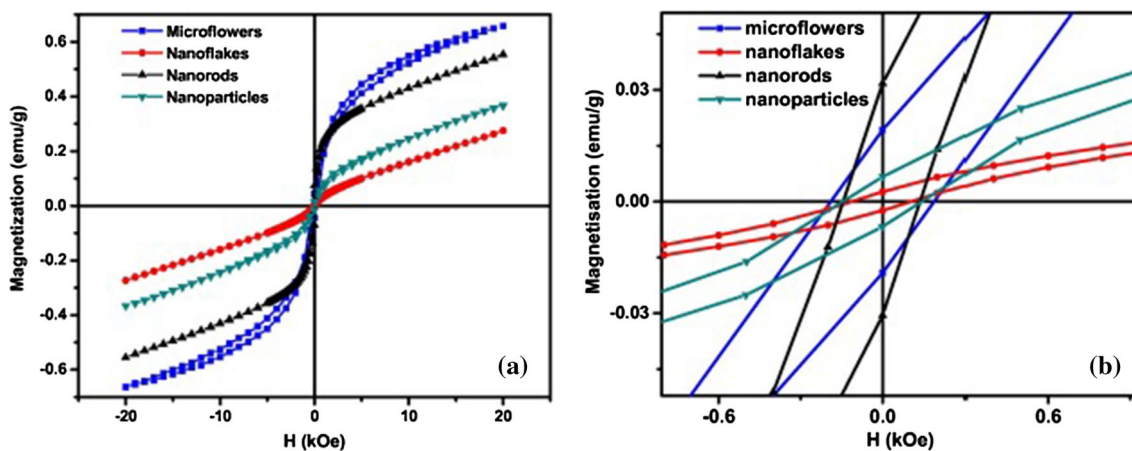 Microflowers
Nanoflakes
Nanorods
Nanoparticles
0.6
0.4
0.2
0.0
-0.2
-0.4
-0.6
Magnetization (emu/g)
-20
-10
0
10
20
H (kOe)
(a)
microflowers
nanoflakes
nanorods
nanoparticles
0.03
0.00
-0.03
Magnetisation (emu/g)
-0.6
0.0
0.6
H (kOe)
(b)